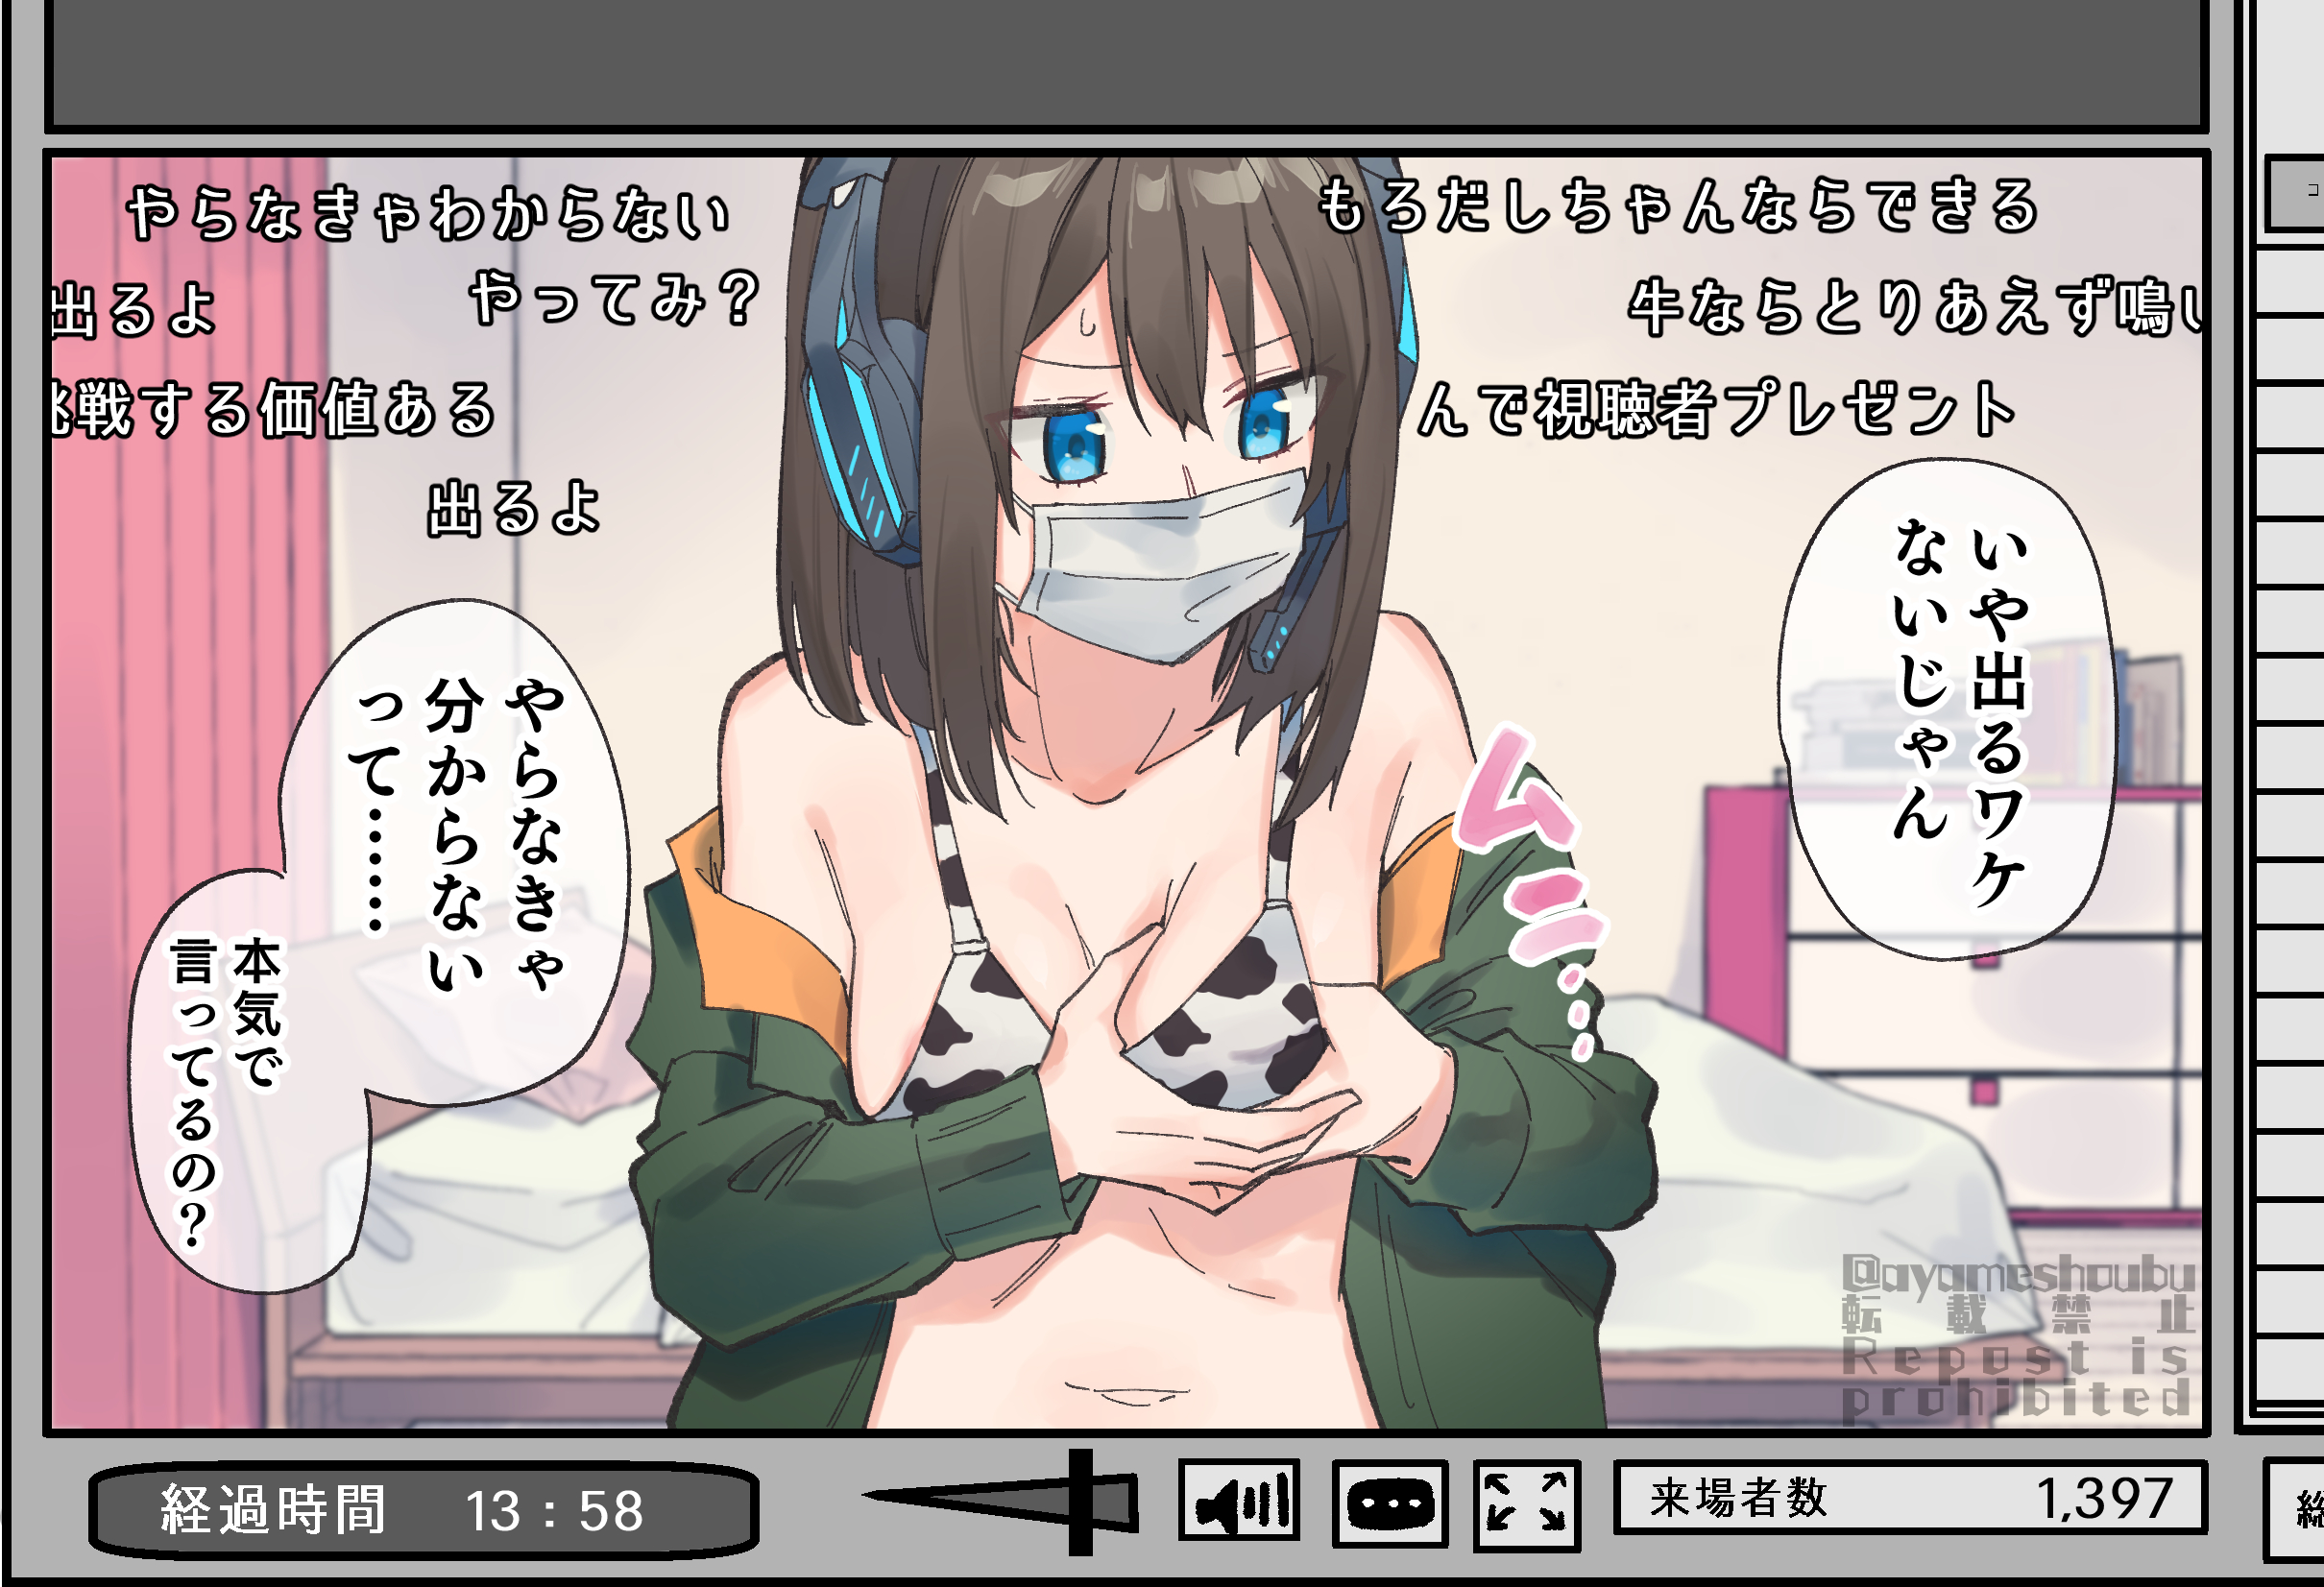 やらなきゃわからない
もろだしちゃんならできる
出るよ
やってみ？
牛ならとりあえず鳴い
挑戦する価値ある
んで視聴者プレゼント
出るよ
いや出るワケ
ないじゃん
やらなきゃ
分からない
って………
本気で
言ってるの？
ムミ…
@ayameshoubu
転載禁止
Repost is
prohibited
経過時間 13：58
来場者数 1,397
コ
総